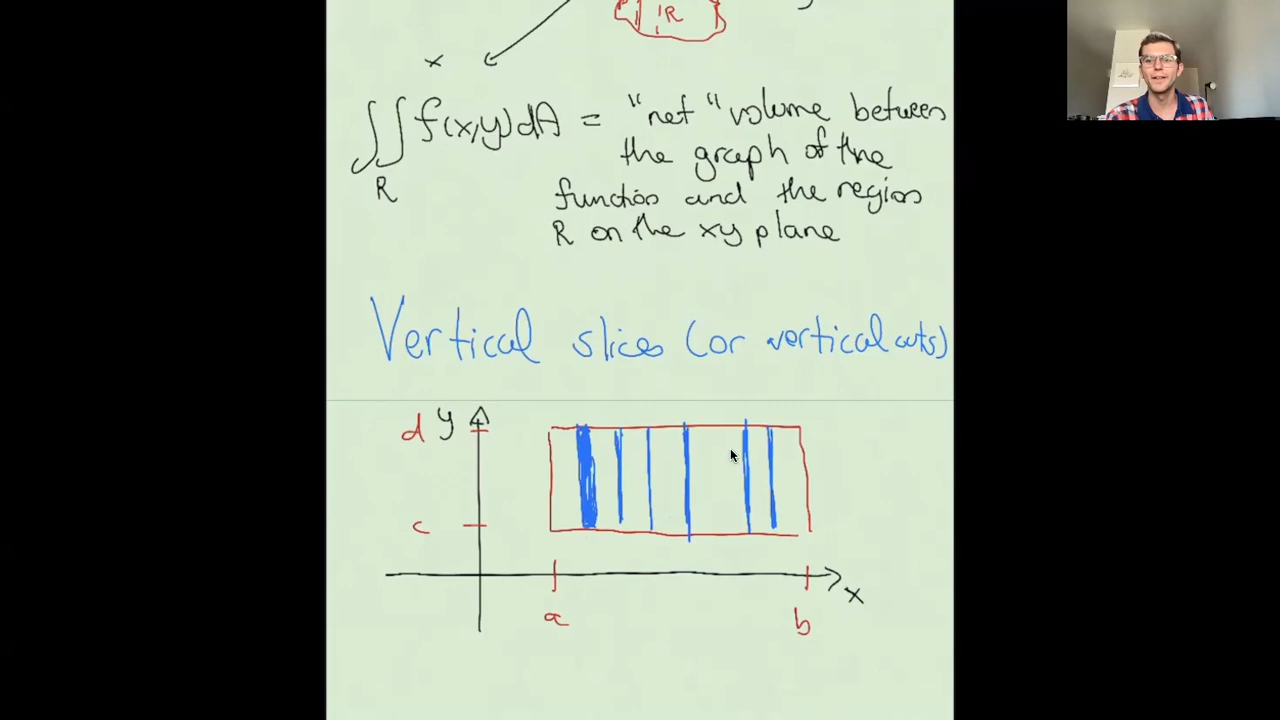 R
x
∬ f(x,y)dA = "net" volume between
R
the graph of the
function and the region
R on the xy plane
Vertical slices (or vertical cuts)
d y
c
x
a b